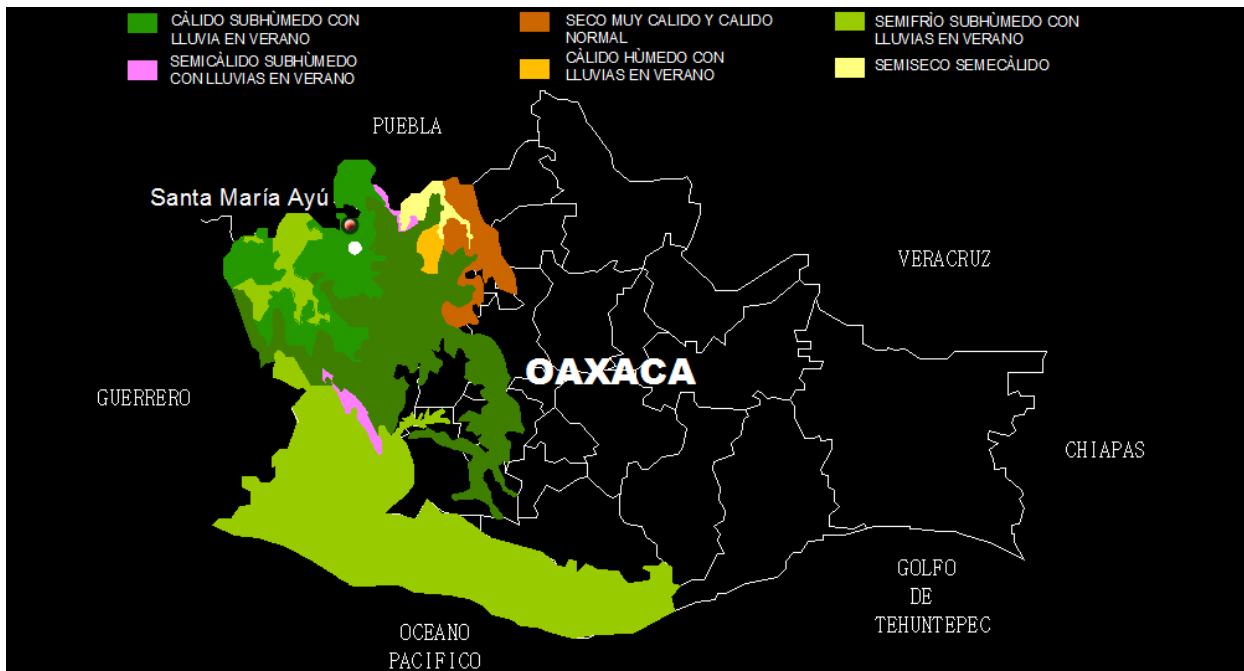 CÀLIDO SUBHÙMEDO CON
LLUVIA EN VERANO
SEMICÀLIDO SUBHÙMEDO
CON LLUVIAS EN VERANO
SECO MUY CALIDO Y CALIDO
NORMAL
CÀLIDO HÙMEDO CON
LLUVIAS EN VERANO
SEMIFRÌO SUBHÙMEDO CON
LLUVIAS EN VERANO
SEMISECO SEMECÀLIDO
PUEBLA
Santa María Ayú
VERACRUZ
OAXACA
GUERRERO
CHIAPAS
GOLFO
DE
TEHUNTEPEC
OCEANO
PACIFICO